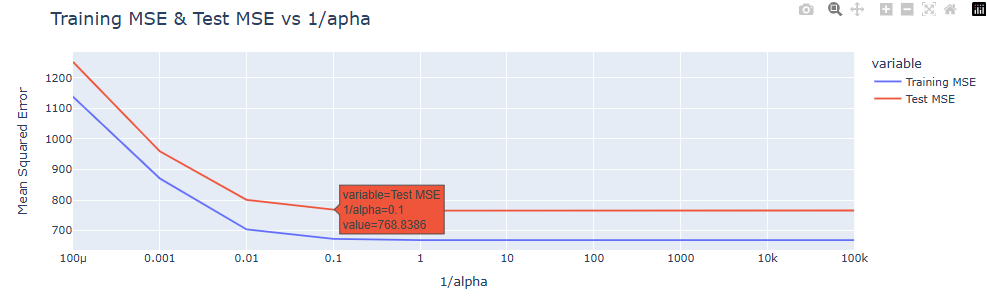 Training MSE & Test MSE vs 1/apha
variable
Training MSE
Test MSE
Mean Squared Error
1200
1100
1000
900
800
700
variable=Test MSE
1/alpha=0.1
value=768.8386
100μ 0.001 0.01 0.1 1 10 100 1000 10k 100k
1/alpha